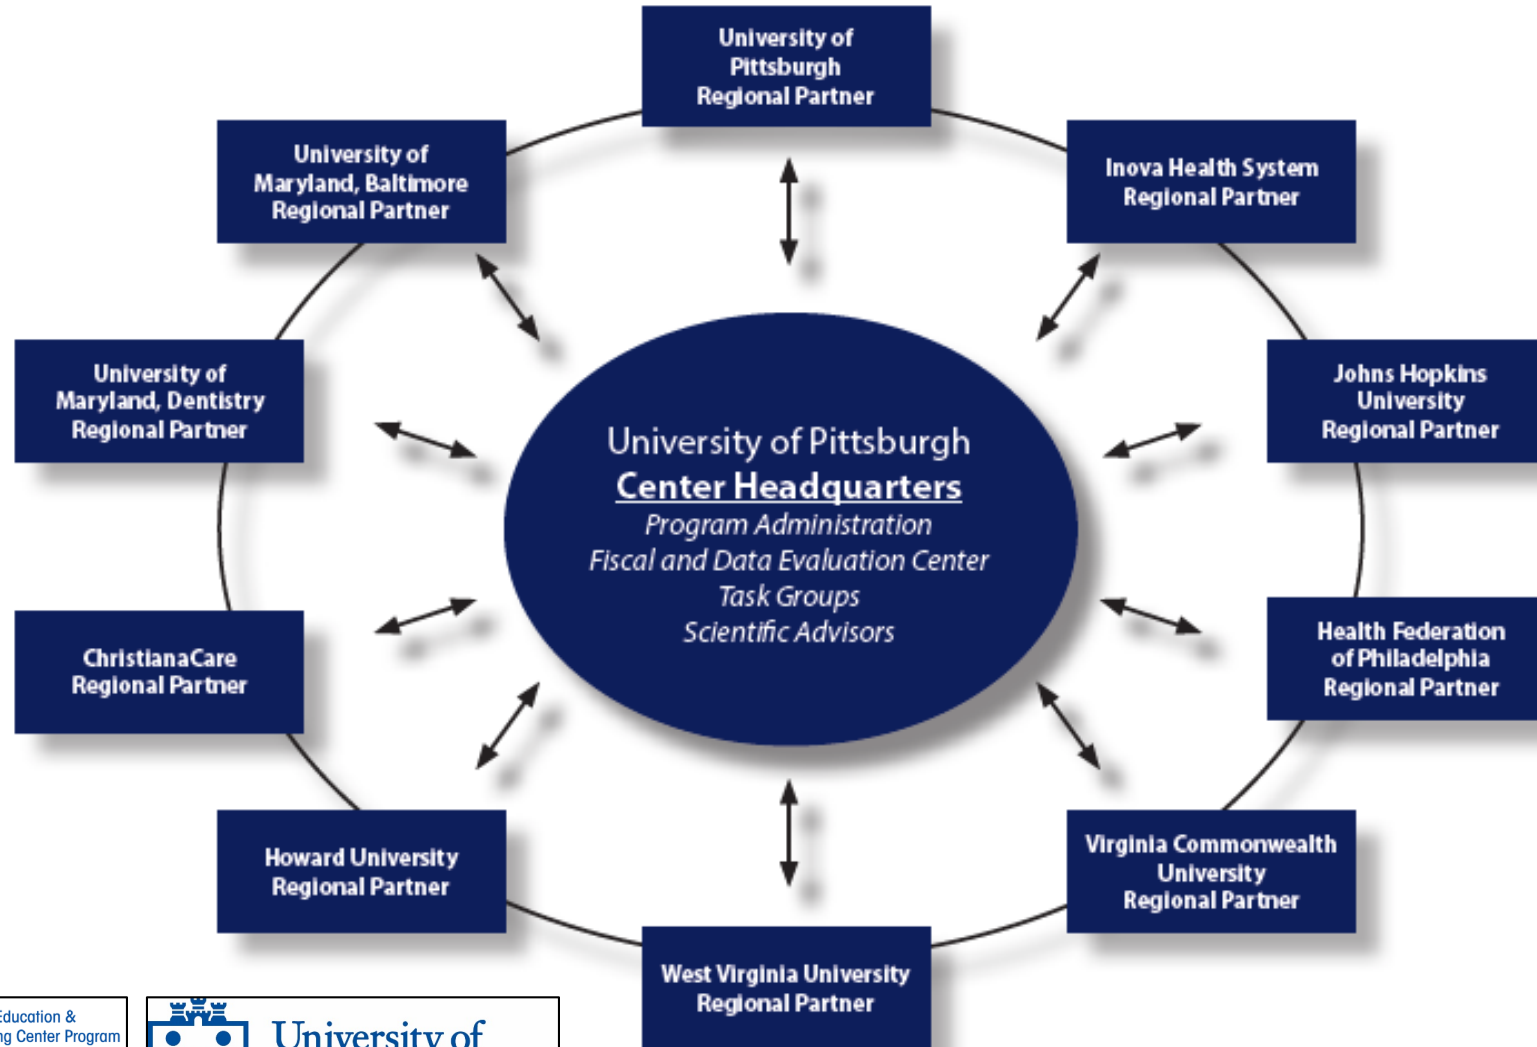 University of
Pittsburgh
Regional Partner
University of
Maryland, Baltimore
Regional Partner
Inova Health System
Regional Partner
University of
Maryland, Dentistry
Regional Partner
Johns Hopkins
University
Regional Partner
University of Pittsburgh
Center Headquarters
Program Administration
Fiscal and Data Evaluation Center
Task Groups
Scientific Advisors
ChristianaCare
Regional Partner
Health Federation
of Philadelphia
Regional Partner
Howard University
Regional Partner
Virginia Commonwealth
University
Regional Partner
West Virginia University
Regional Partner
Education &
ng Center Program
University of